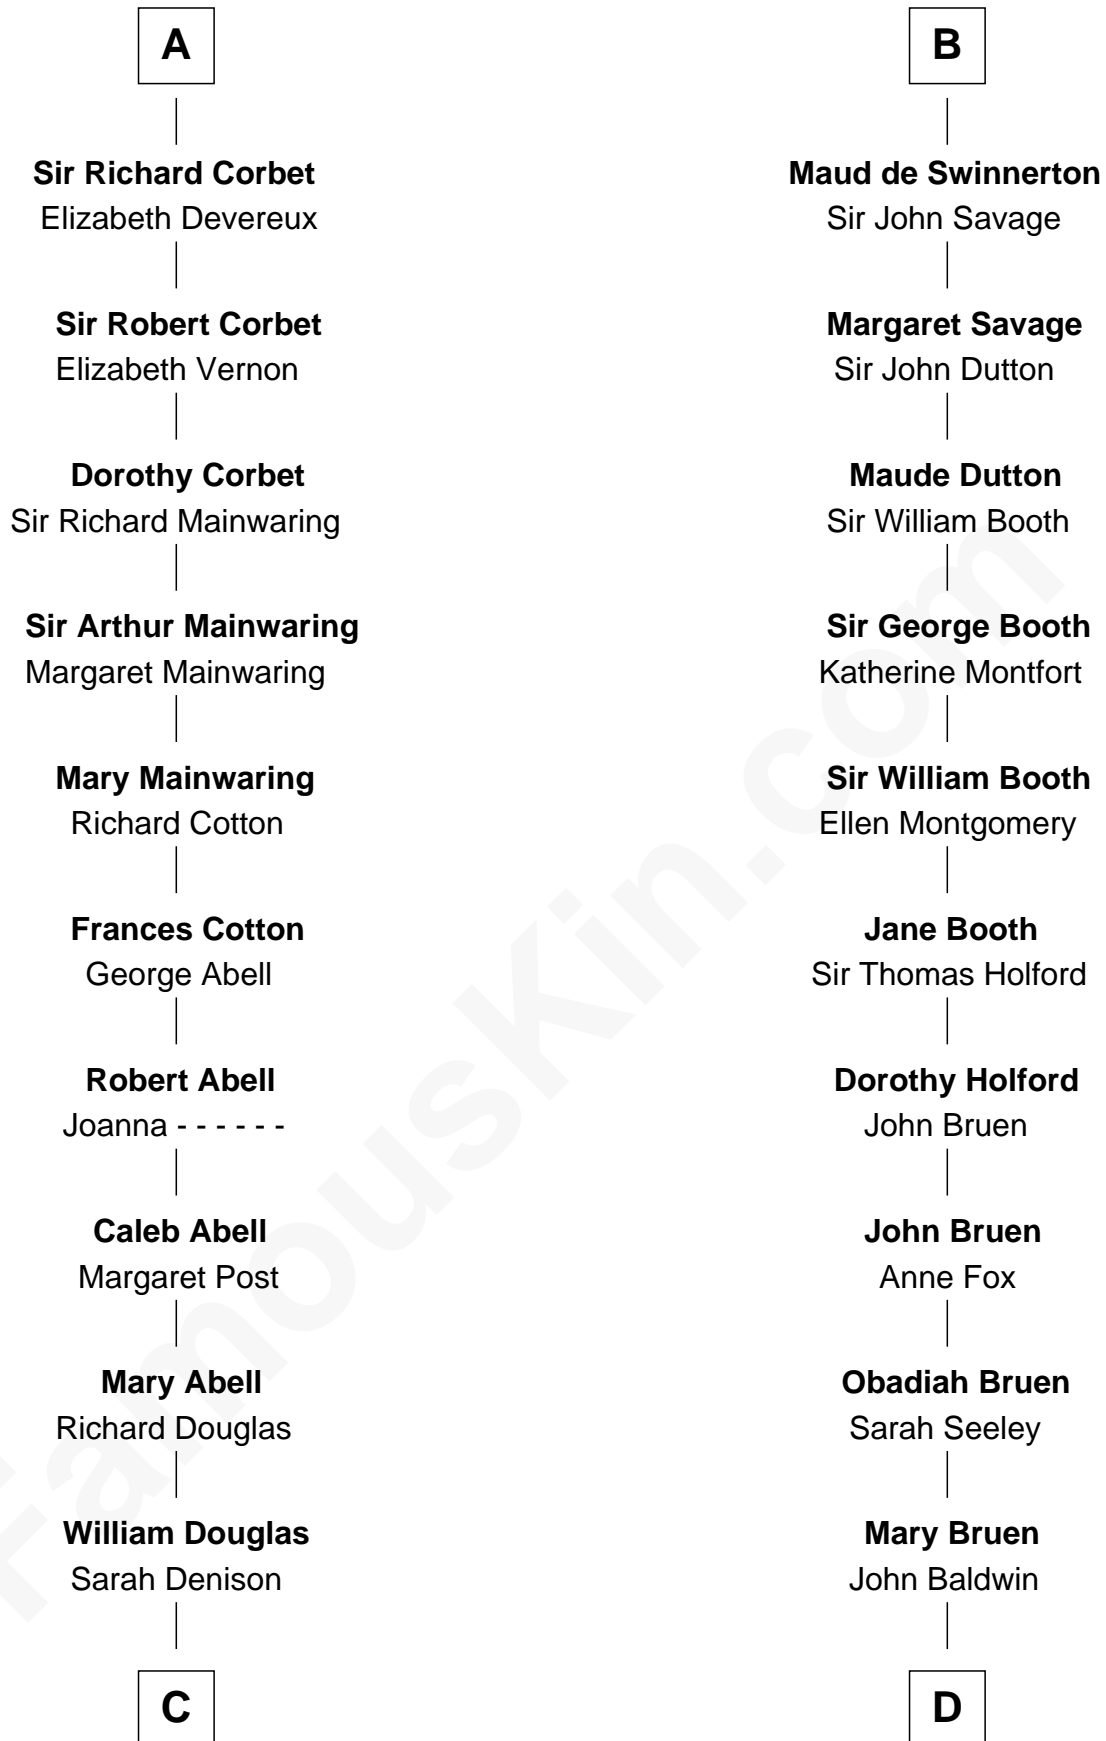 A
Sir Richard Corbet
Elizabeth Devereux
Sir Robert Corbet
Elizabeth Vernon
Dorothy Corbet
Sir Richard Mainwaring
Sir Arthur Mainwaring
Margaret Mainwaring
Mary Mainwaring
Richard Cotton
Frances Cotton
George Abell
Robert Abell
Joanna - - - - - -
Caleb Abell
Margaret Post
Mary Abell
Richard Douglas
William Douglas
Sarah Denison
C
B
Maud de Swinnerton
Sir John Savage
Margaret Savage
Sir John Dutton
Maude Dutton
Sir William Booth
Sir George Booth
Katherine Montfort
Sir William Booth
Ellen Montgomery
Jane Booth
Sir Thomas Holford
Dorothy Holford
John Bruen
John Bruen
Anne Fox
Obadiah Bruen
Sarah Seeley
Mary Bruen
John Baldwin
D
FamousKin.com